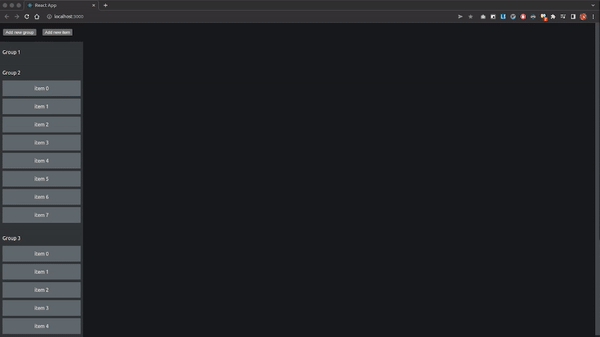 React App
localhost:3000
Add new group Add new item
Group 1
Group 2
item 0
item 1
item 2
item 3
item 4
item 5
item 6
item 7
Group 3
item 0
item 1
item 2
item 3
item 4